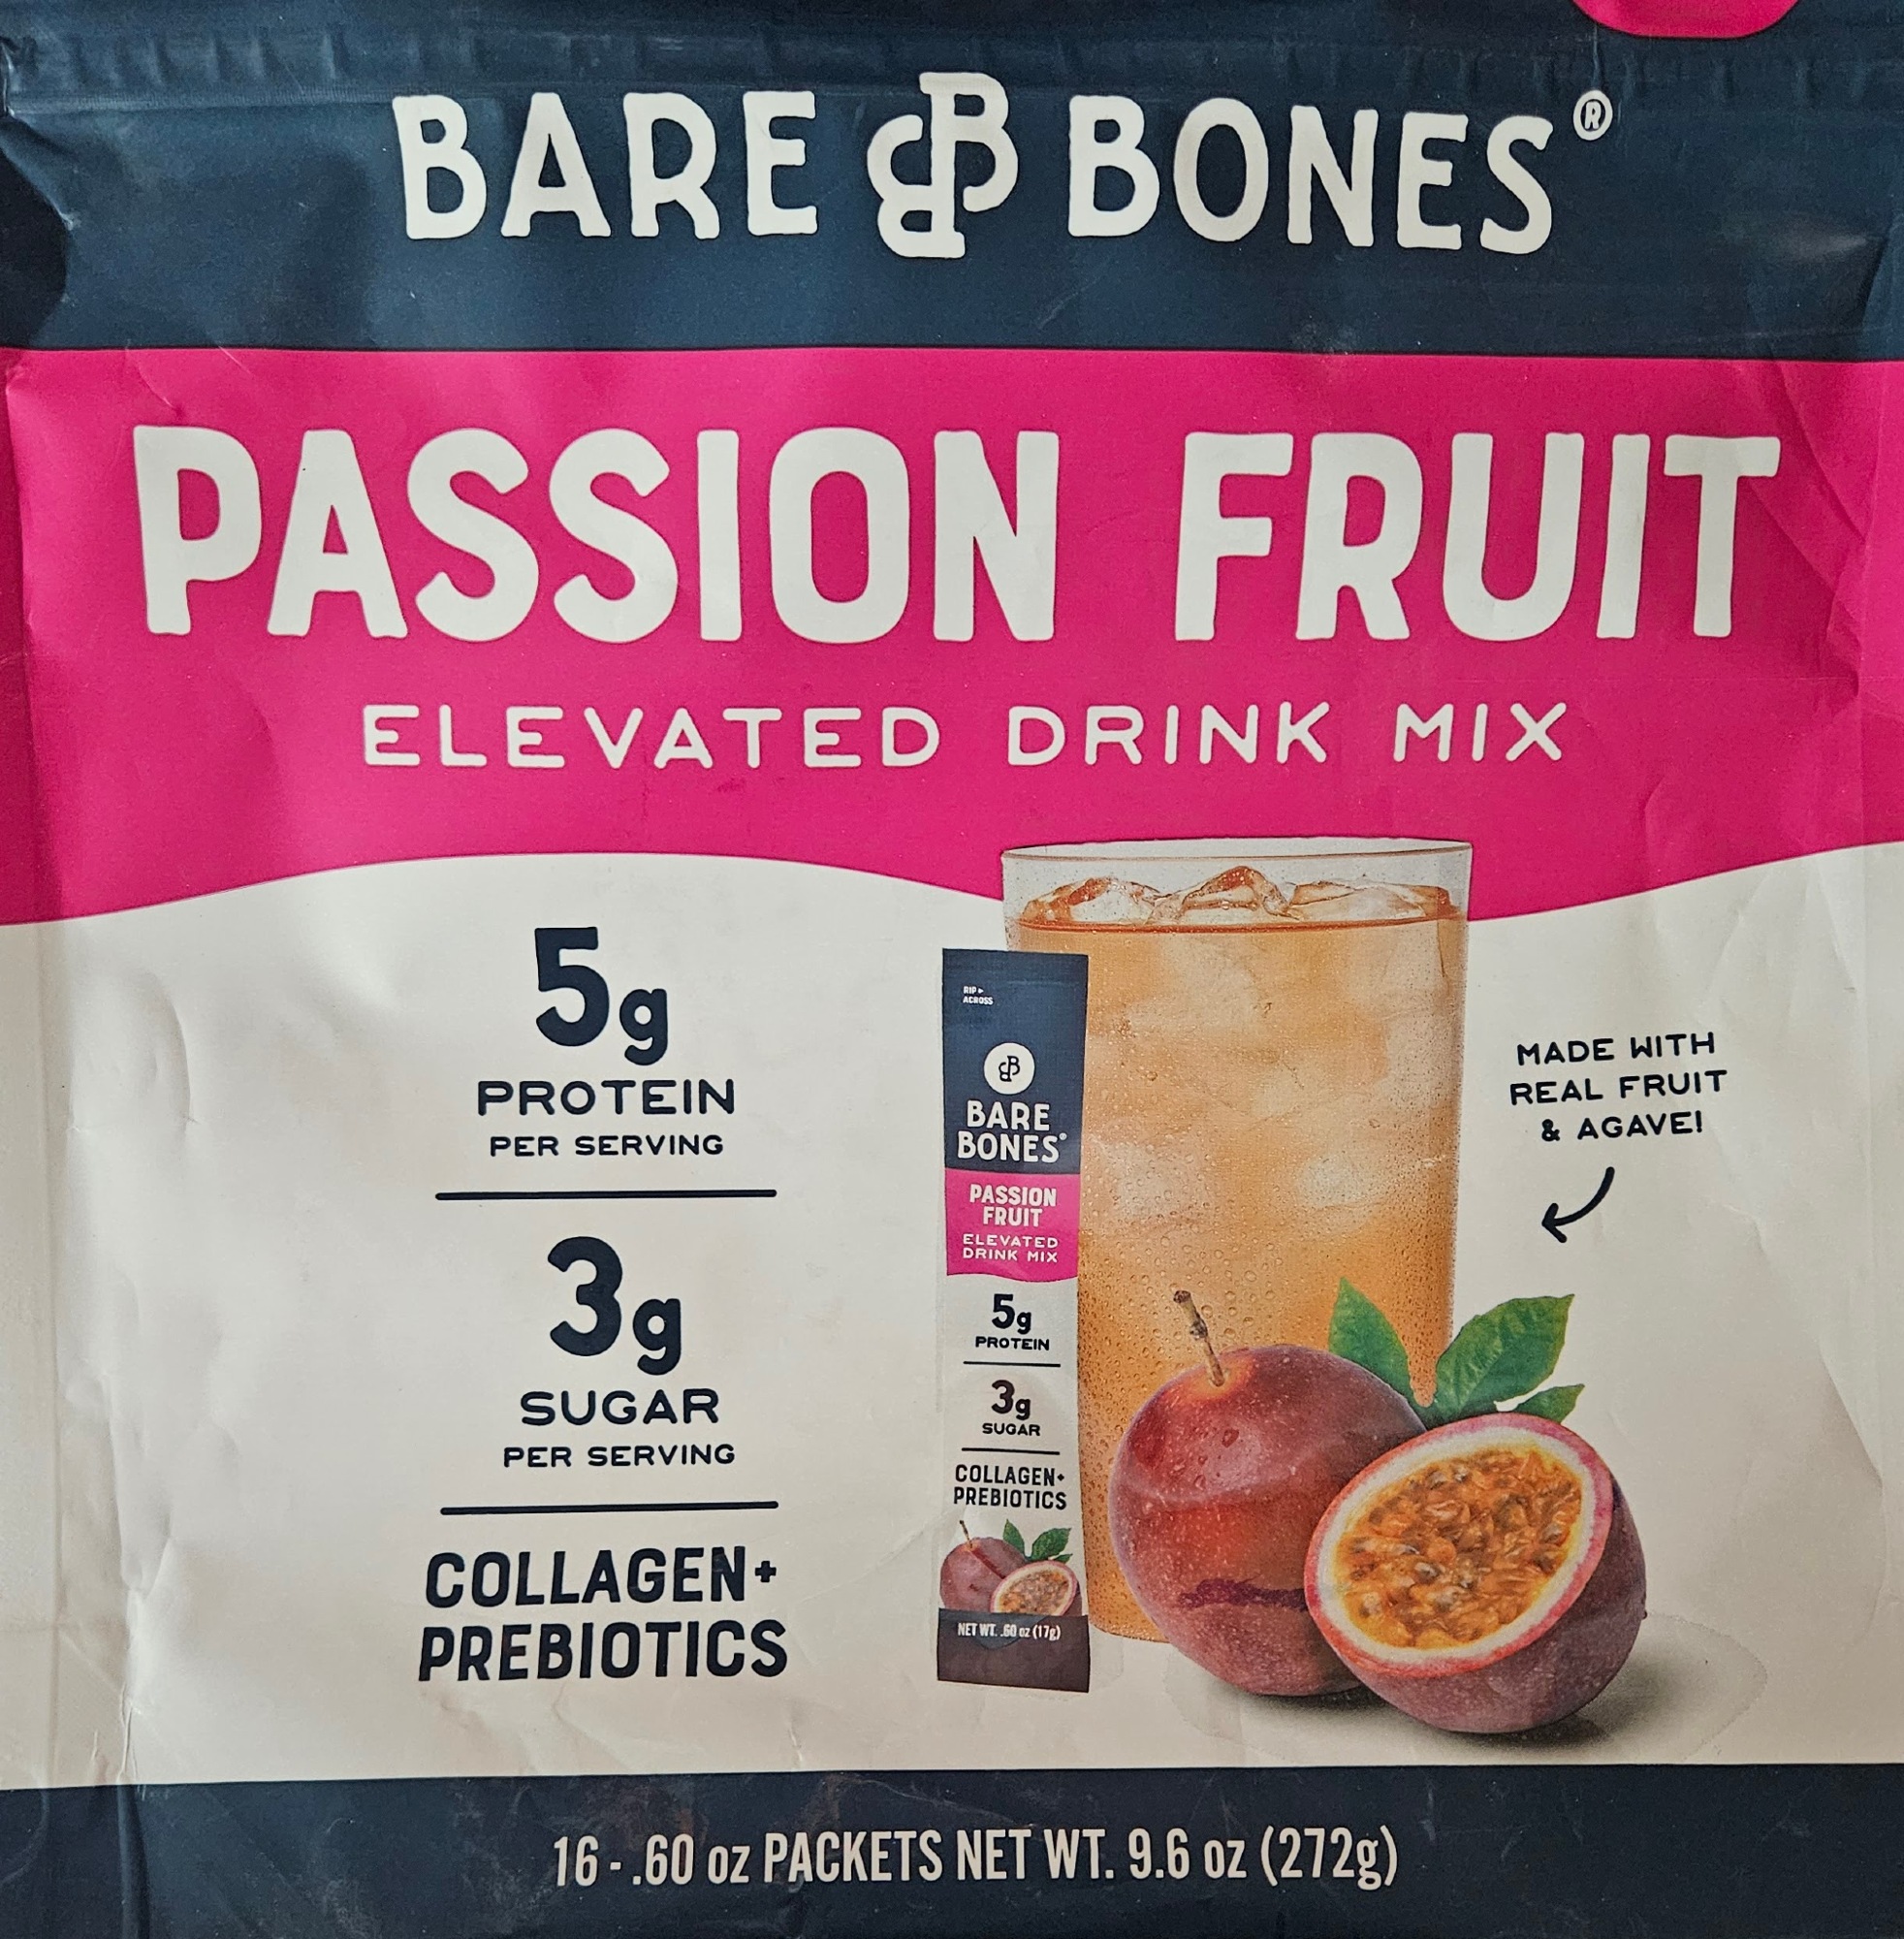 BARE BONES®
PASSION FRUIT
ELEVATED DRINK MIX
5g
PROTEIN
PER SERVING
3g
SUGAR
PER SERVING
COLLAGEN+
PREBIOTICS
RIP ▸
ACROSS
BARE
BONES®
PASSION
FRUIT
ELEVATED
DRINK MIX
5g
PROTEIN
3g
SUGAR
COLLAGEN+
PREBIOTICS
NET WT. .60 oz (17g)
MADE WITH
REAL FRUIT
& AGAVE!
16 - .60 oz PACKETS NET WT. 9.6 oz (272g)